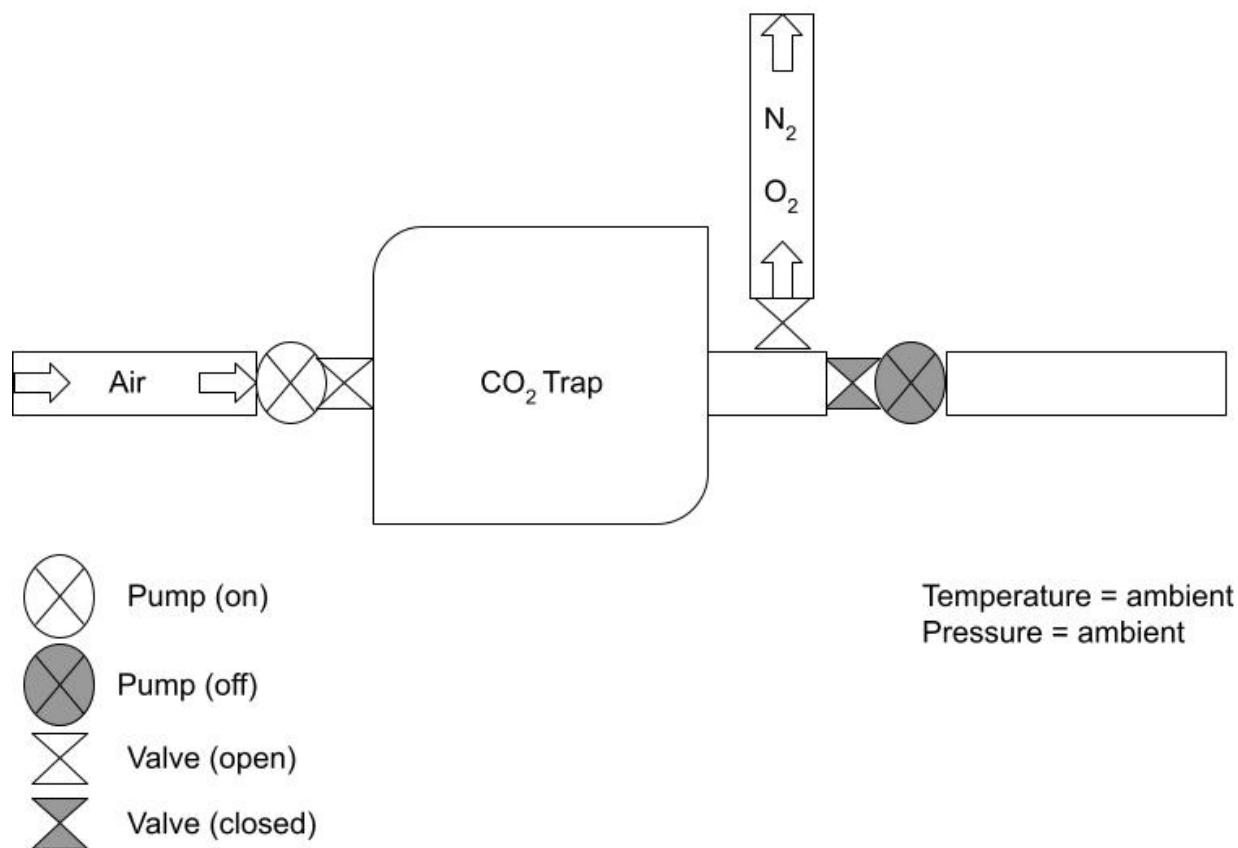 N₂
O₂
Air
CO₂ Trap
Pump (on)
Pump (off)
Valve (open)
Valve (closed)
Temperature = ambient
Pressure = ambient